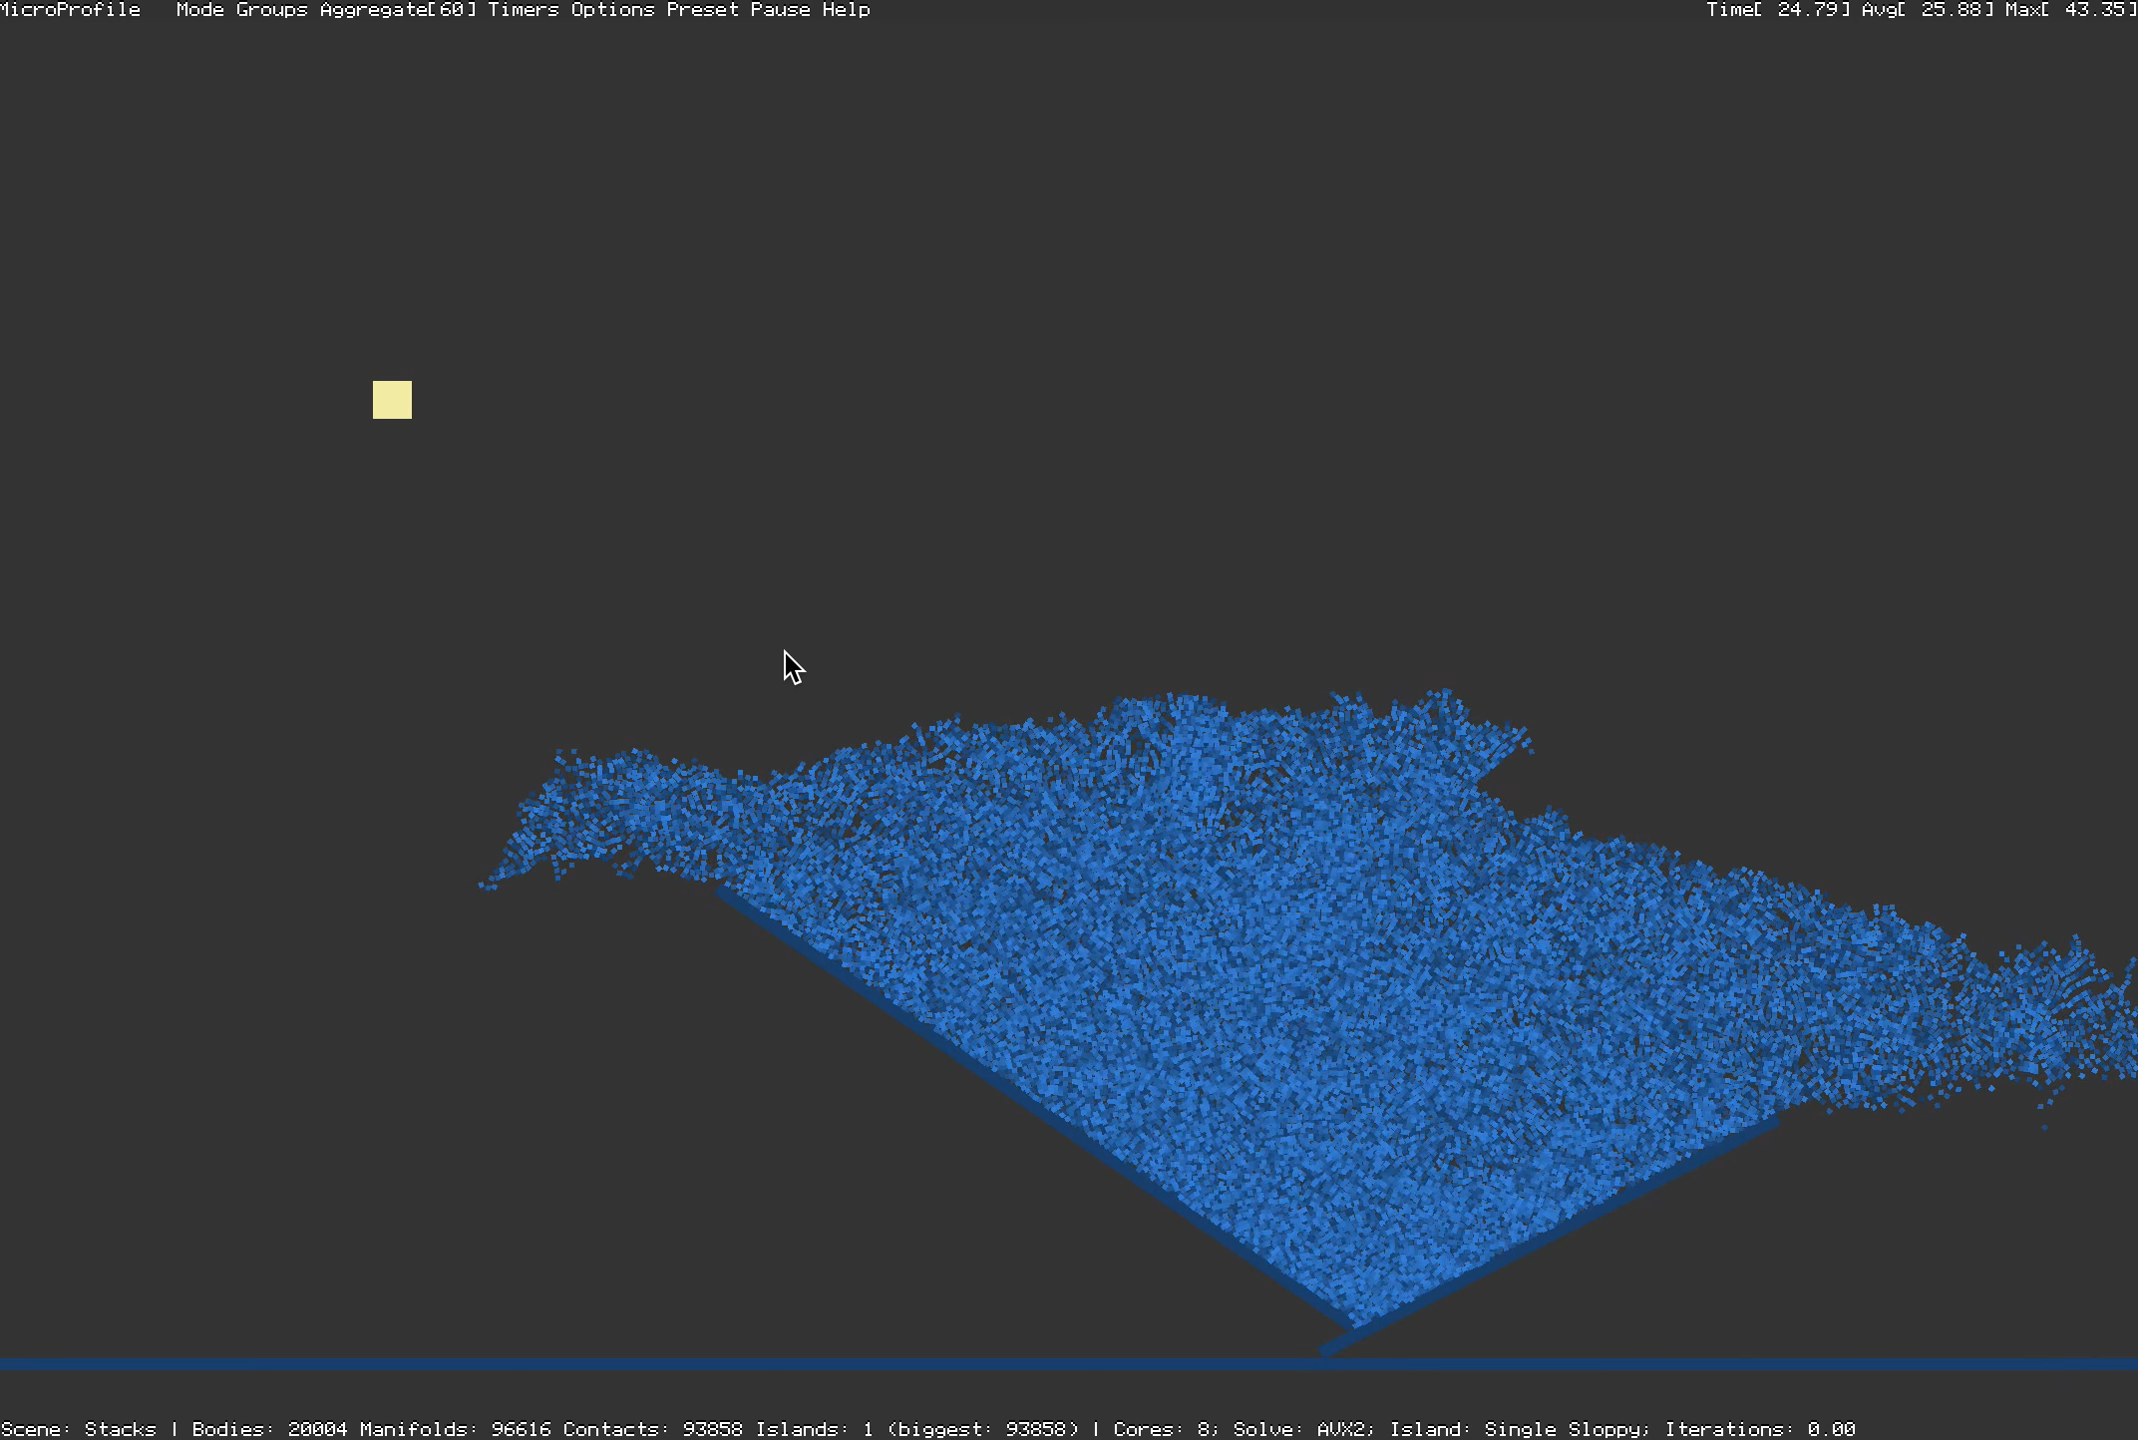 MicroProfile Mode Groups Aggregate[60] Timers Options Preset Pause Help Time[ 24.79] Avg[ 25.88] Max[ 43.35]
Scene: Stacks | Bodies: 20004 Manifolds: 96616 Contacts: 93858 Islands: 1 (biggest: 93858) | Cores: 8; Solve: AVX2; Island: Single Sloppy; Iterations: 0.00